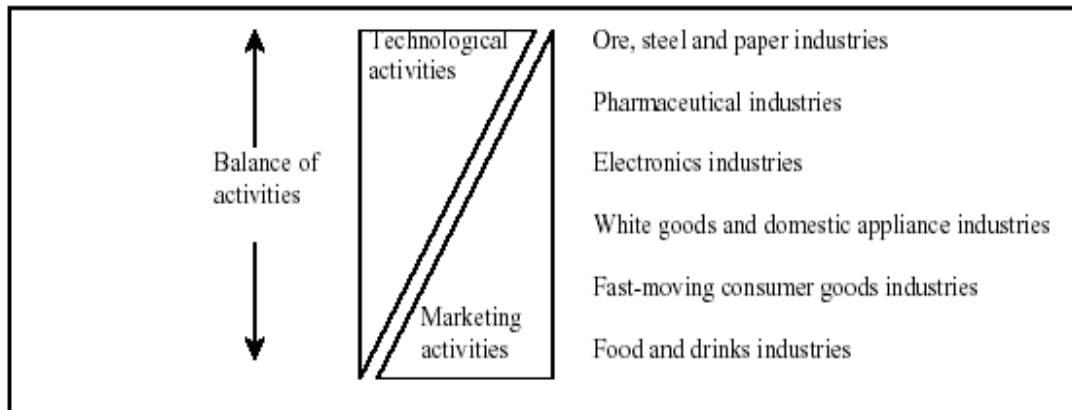 Technological
activities
Balance of
activities
Marketing
activities
Ore, steel and paper industries
Pharmaceutical industries
Electronics industries
White goods and domestic appliance industries
Fast-moving consumer goods industries
Food and drinks industries